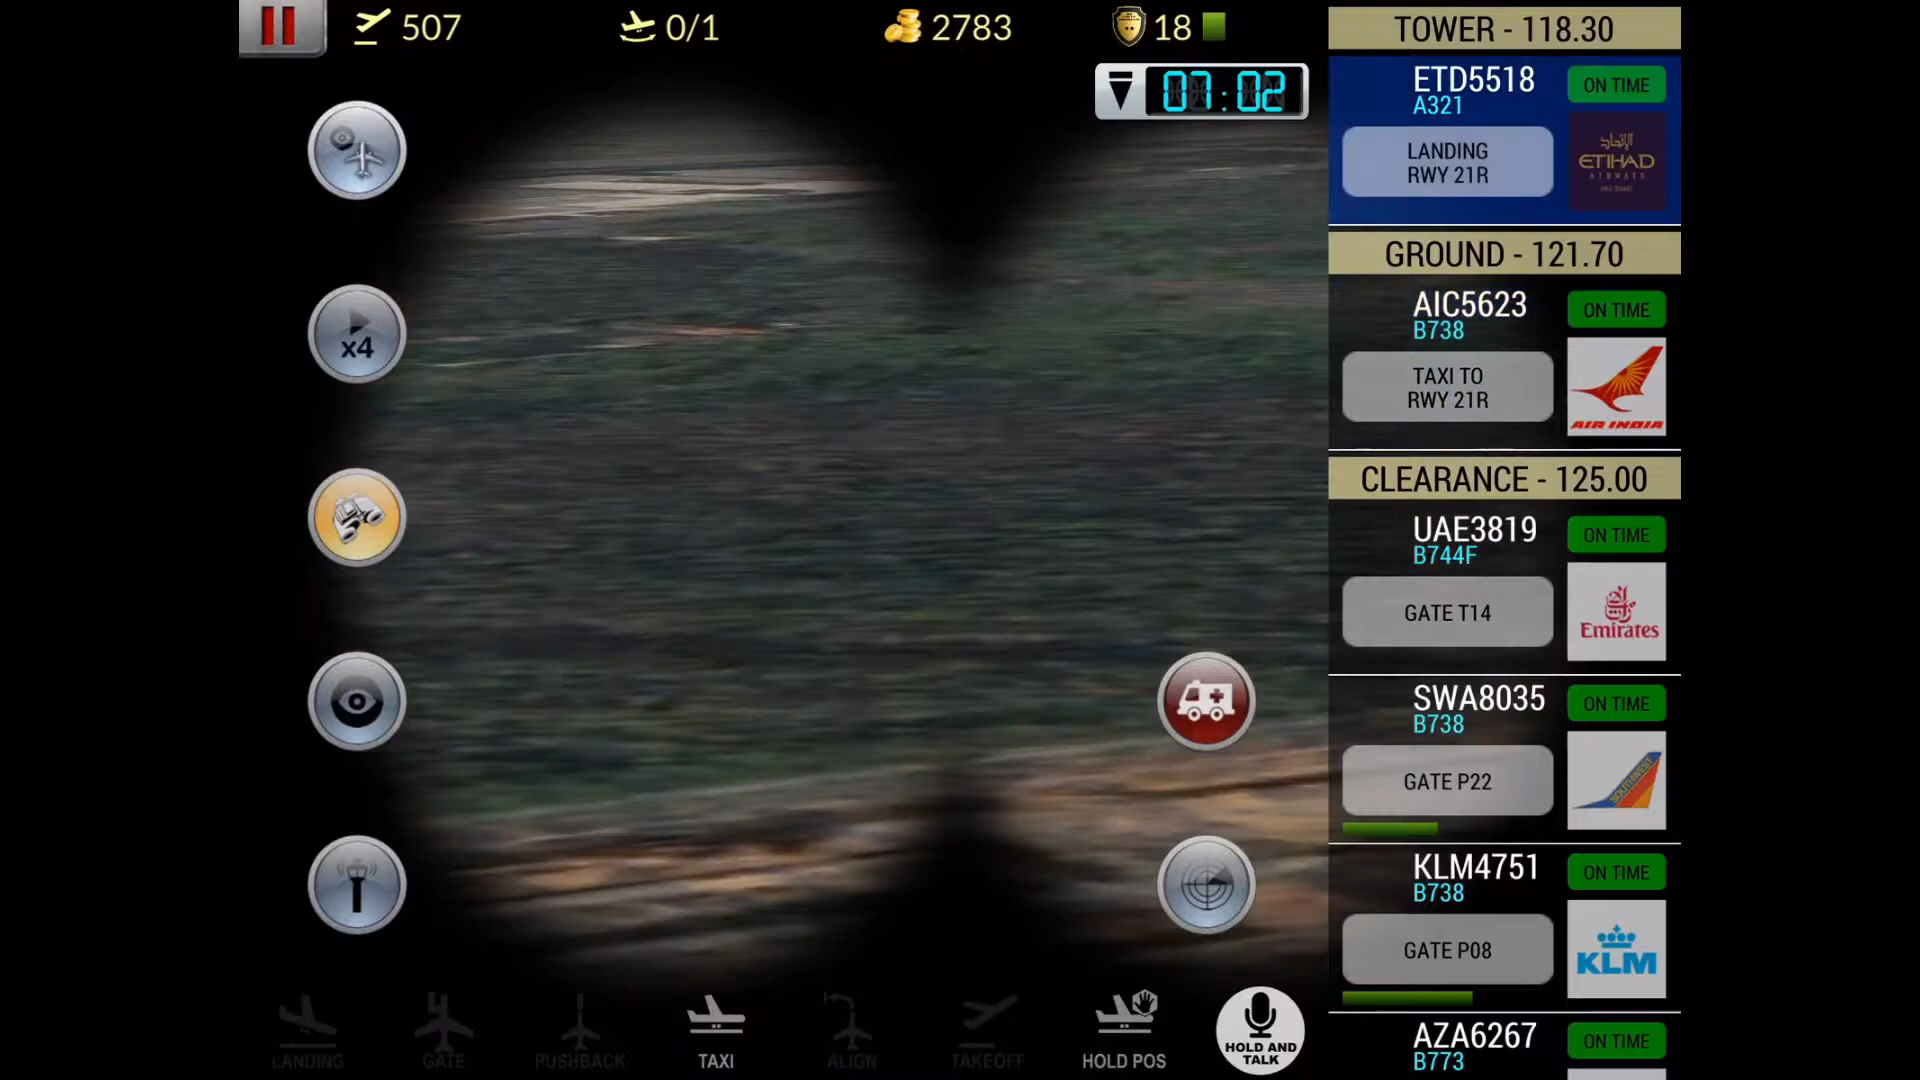 507
0/1
2783
18
07:02
x4
TOWER - 118.30
ETD5518
ON TIME
A321
LANDING
RWY 21R
الإتحاد
ETIHAD
AIRWAYS
GROUND - 121.70
AIC5623
ON TIME
B738
TAXI TO
RWY 21R
AIR INDIA
CLEARANCE - 125.00
UAE3819
ON TIME
B744F
GATE T14
Emirates
SWA8035
ON TIME
B738
GATE P22
SOUTHWEST
KLM4751
ON TIME
B738
GATE P08
KLM
AZA6267
ON TIME
B773
LANDING
GATE
PUSHBACK
TAXI
ALIGN
TAKEOFF
HOLD POS
HOLD AND
TALK